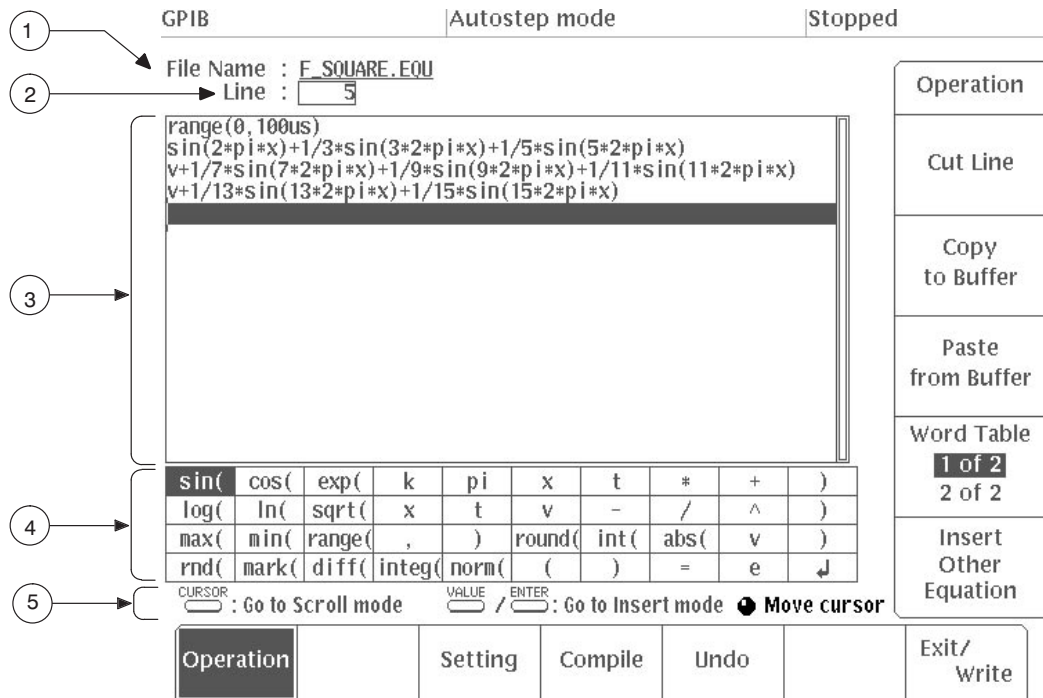 GPIB Autostep mode Stopped
1
File Name : F_SQUARE.EQU
2
Line : 5
3
range(0,100us)
sin(2*pi*x)+1/3*sin(3*2*pi*x)+1/5*sin(5*2*pi*x)
v+1/7*sin(7*2*pi*x)+1/9*sin(9*2*pi*x)+1/11*sin(11*2*pi*x)
v+1/13*sin(13*2*pi*x)+1/15*sin(15*2*pi*x)
4
sin( cos( exp( k pi x t * + )
log( ln( sqrt( x t v - / ^ )
max( min( range( , ) round( int( abs( v )
rnd( mark( diff( integ( norm( ( ) = e ↲
5
CURSOR : Go to Scroll mode VALUE / ENTER : Go to Insert mode Move cursor
Operation
Cut Line
Copy
to Buffer
Paste
from Buffer
Word Table
1 of 2
2 of 2
Insert
Other
Equation
Operation Setting Compile Undo Exit/
Write